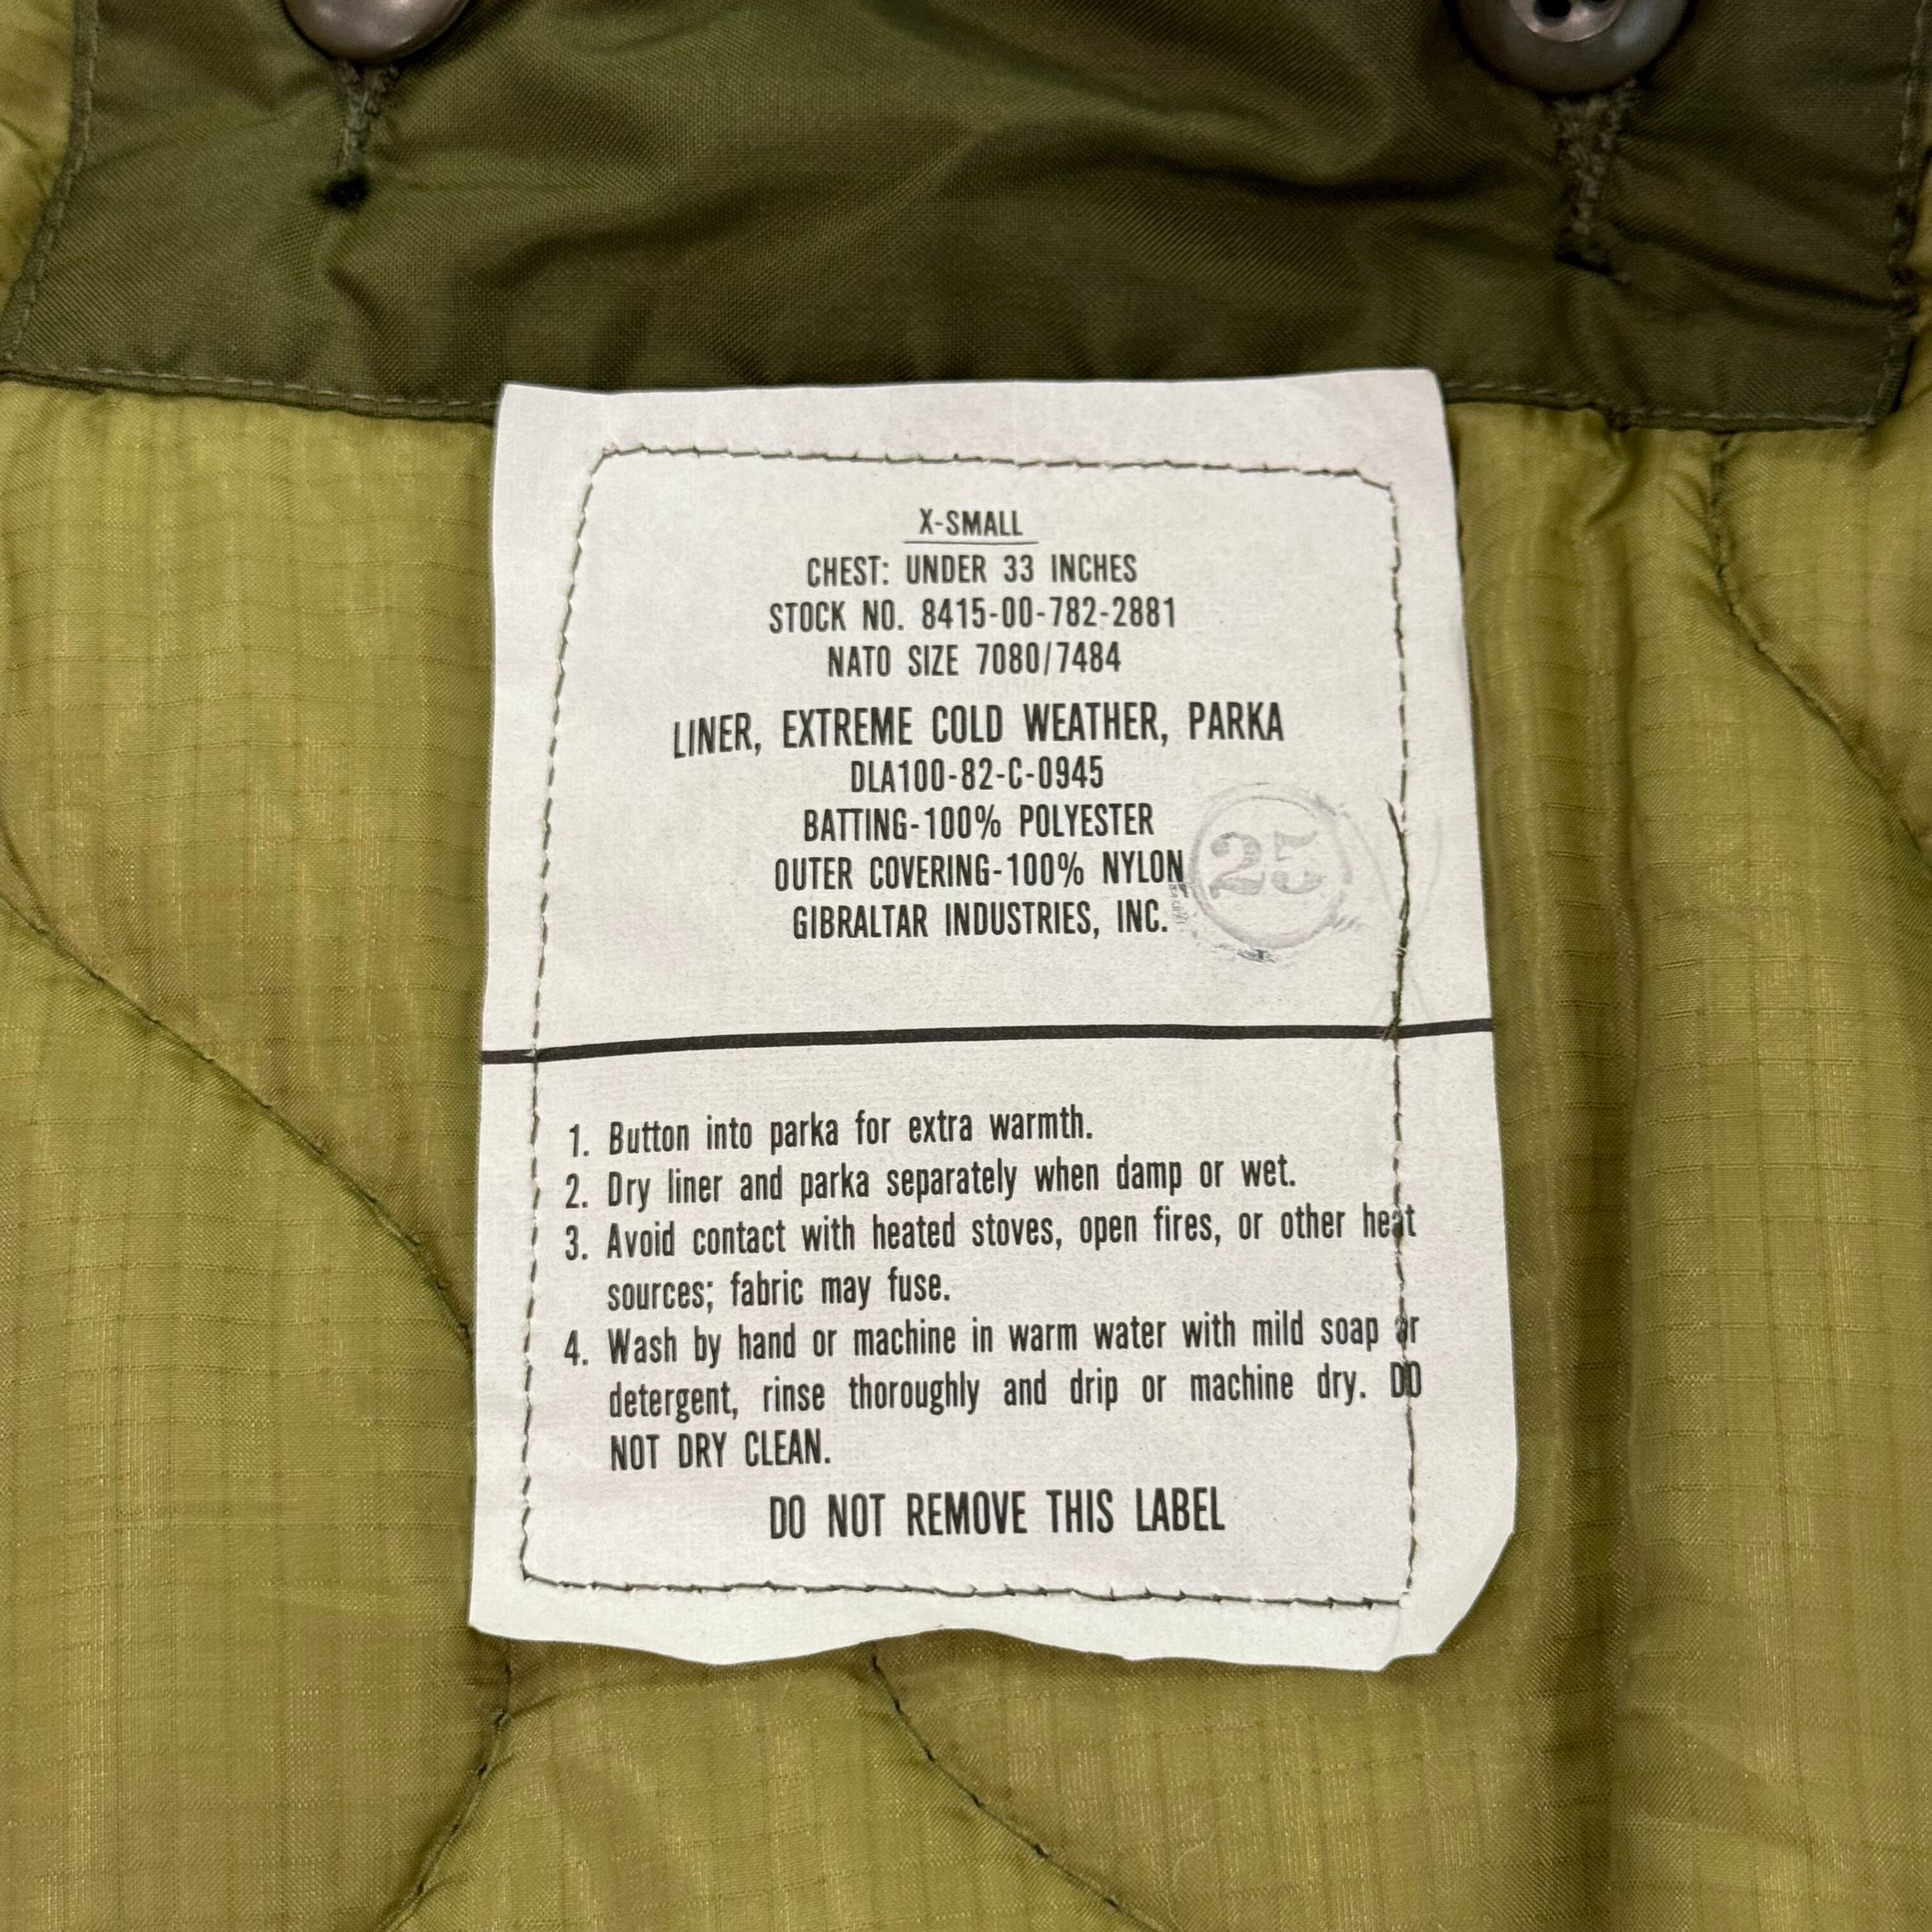 X-SMALL
CHEST: UNDER 33 INCHES
STOCK NO. 8415-00-782-2881
NATO SIZE 7080/7484
LINER, EXTREME COLD WEATHER, PARKA
DLA100-82-C-0945
BATTING-100% POLYESTER
OUTER COVERING-100% NYLON
25
GIBRALTAR INDUSTRIES, INC.
1. Button into parka for extra warmth.
2. Dry liner and parka separately when damp or wet.
3. Avoid contact with heated stoves, open fires, or other heat
sources; fabric may fuse.
4. Wash by hand or machine in warm water with mild soap or
detergent, rinse thoroughly and drip or machine dry. DO
NOT DRY CLEAN.
DO NOT REMOVE THIS LABEL